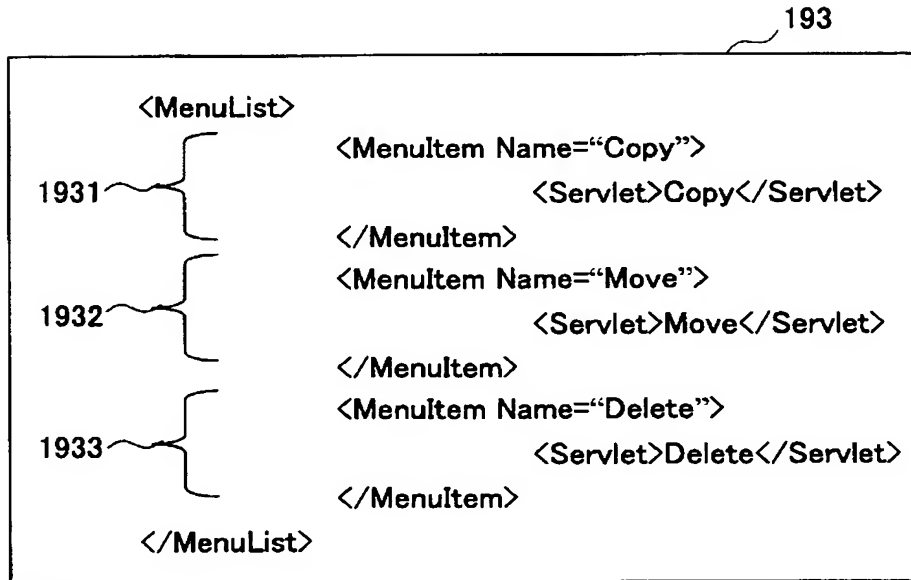 193
<MenuList>
<MenuItem Name=“Copy”>
1931 <Servlet>Copy</Servlet>
</MenuItem>
<MenuItem Name=“Move”>
1932 <Servlet>Move</Servlet>
</MenuItem>
<MenuItem Name=“Delete”>
1933 <Servlet>Delete</Servlet>
</MenuItem>
</MenuList>